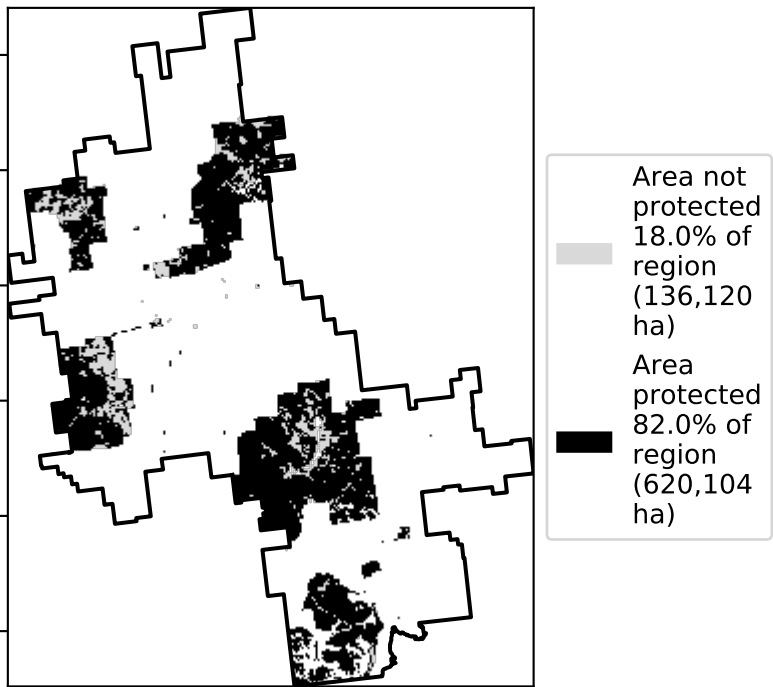 Area not
protected
18.0% of
region
(136,120
ha)
Area
protected
82.0% of
region
(620,104
ha)